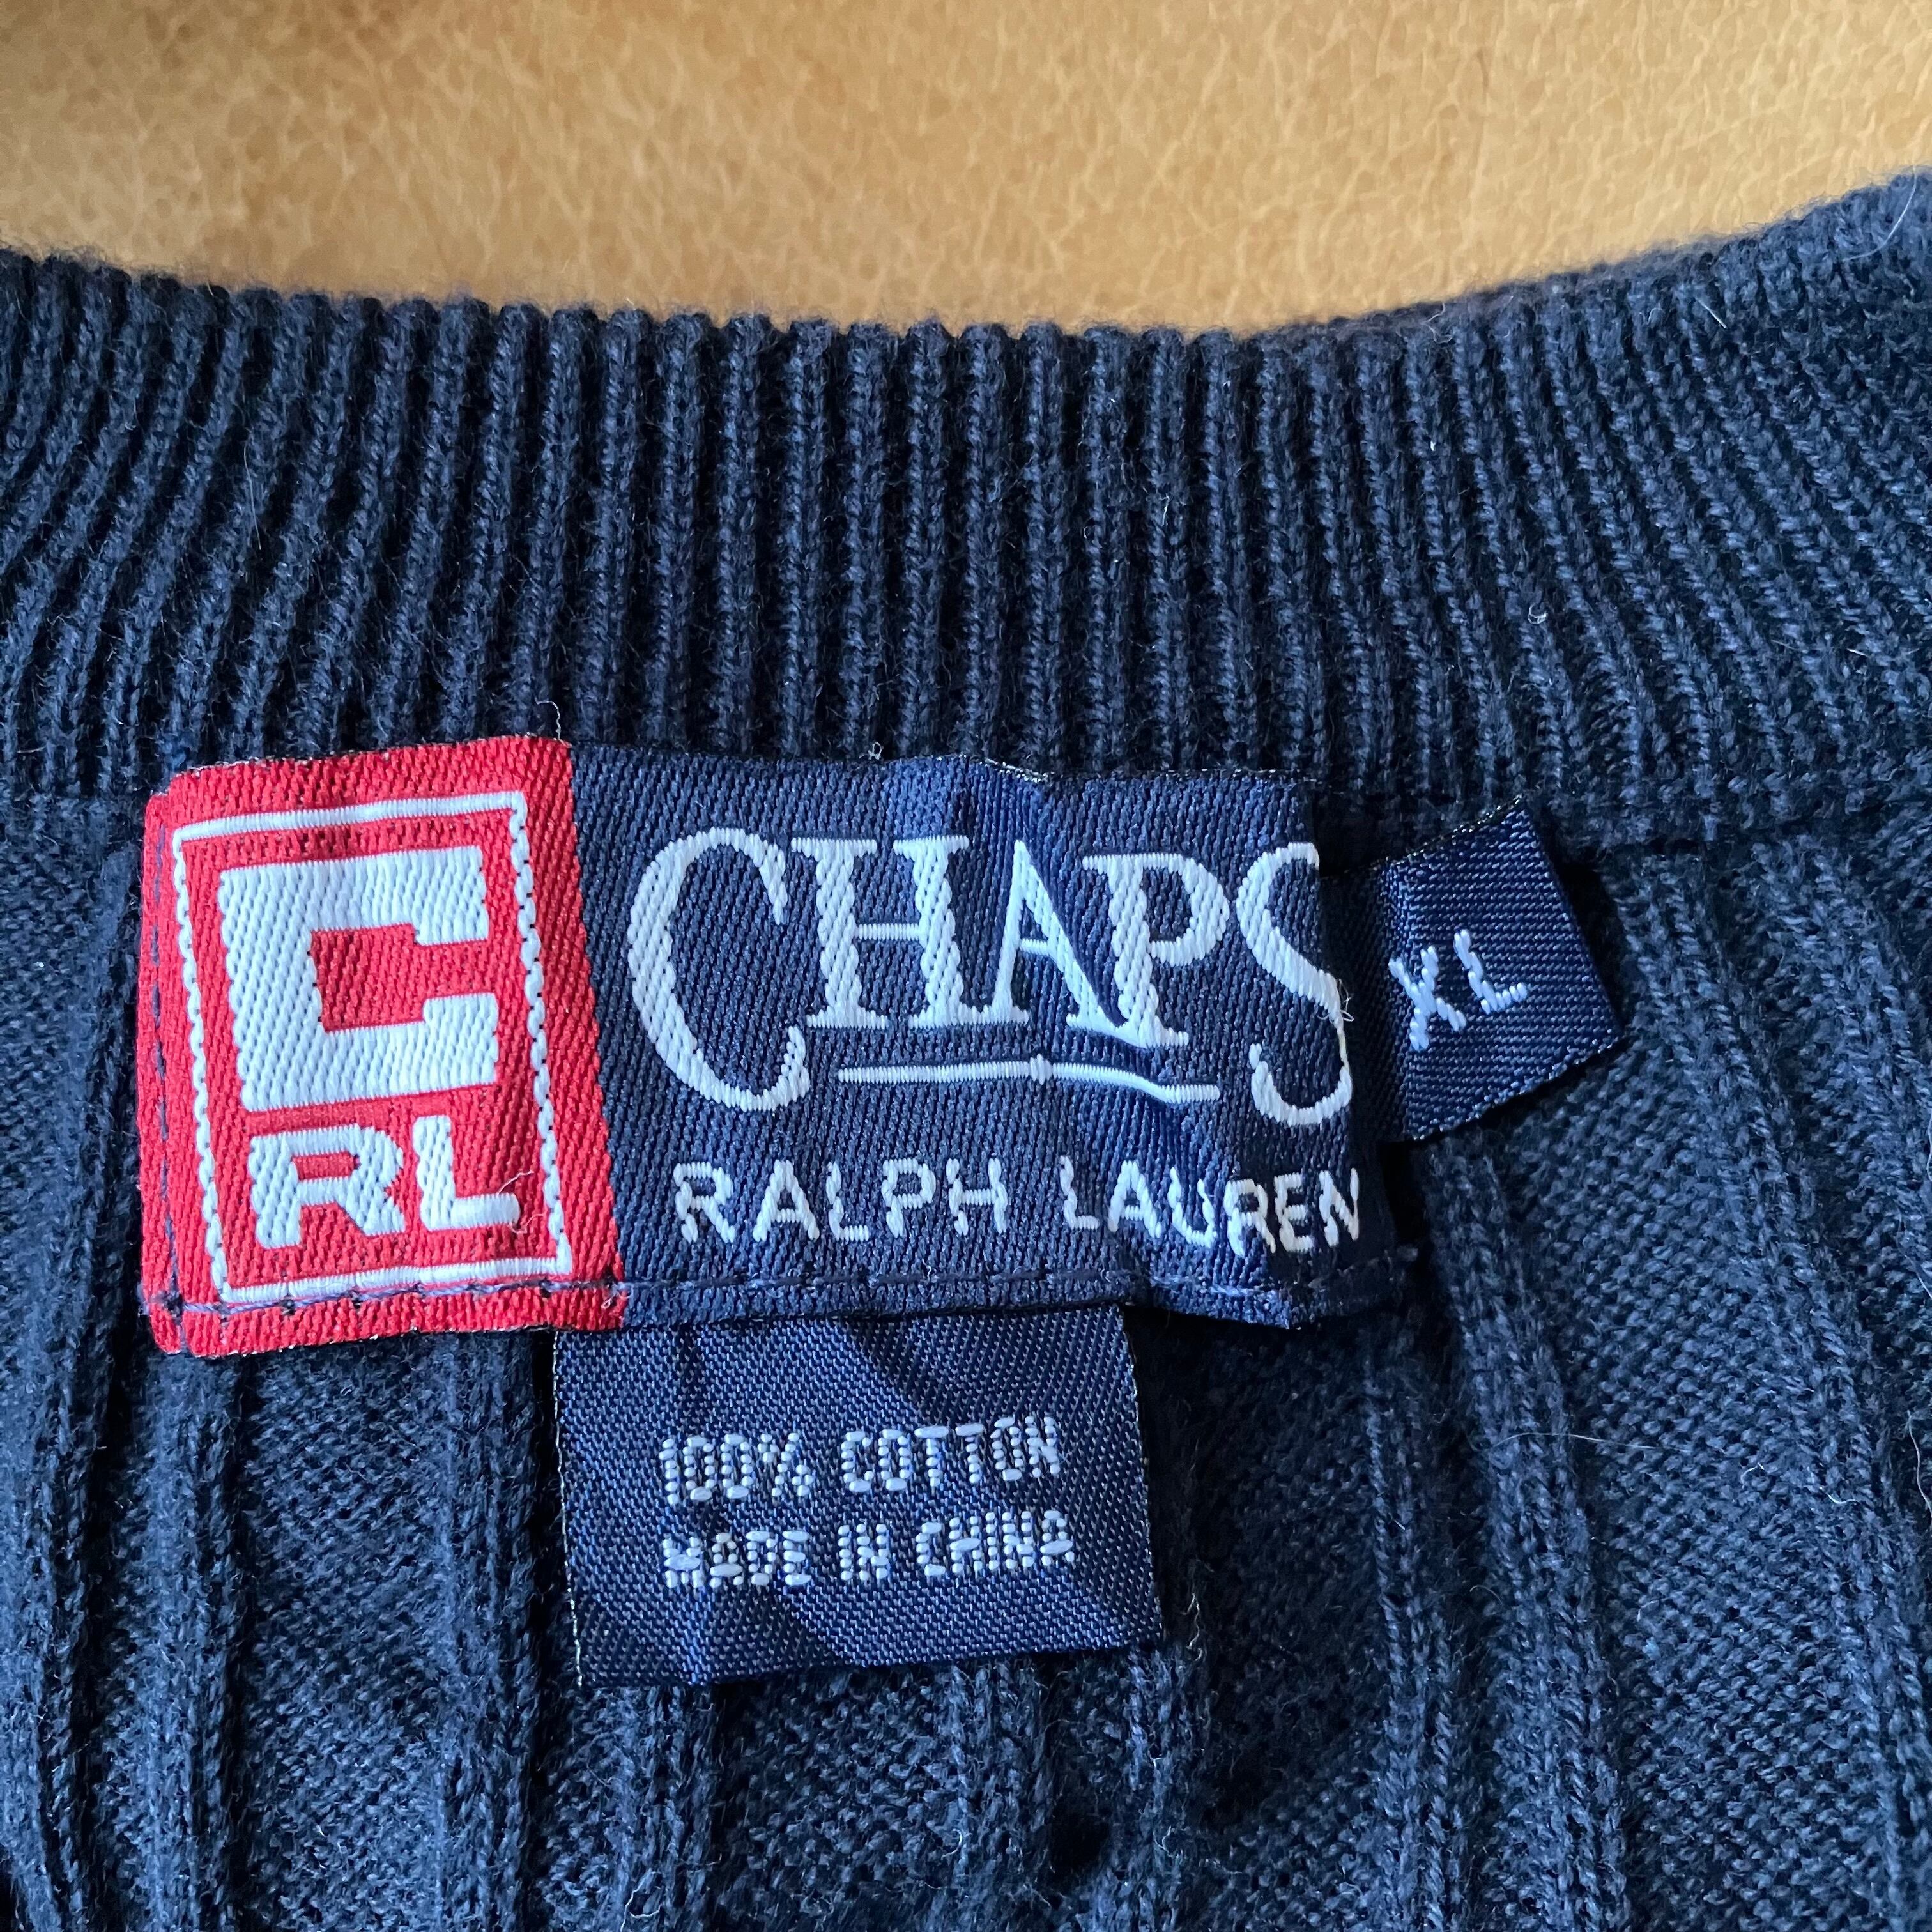 C
RL
CHAPS
RALPH LAUREN
XL
100% COTTON
MADE IN CHINA